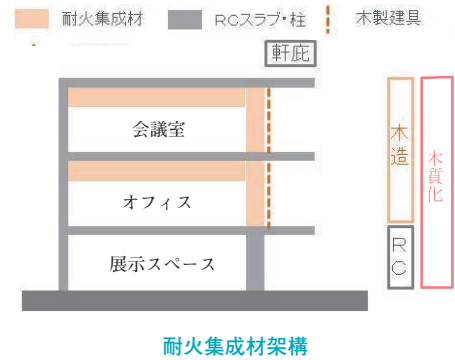 耐火集成材 RCスラブ・柱 木製建具
軒庇
会議室
オフィス
展示スペース
木造
RC
木質化
耐火集成材架構